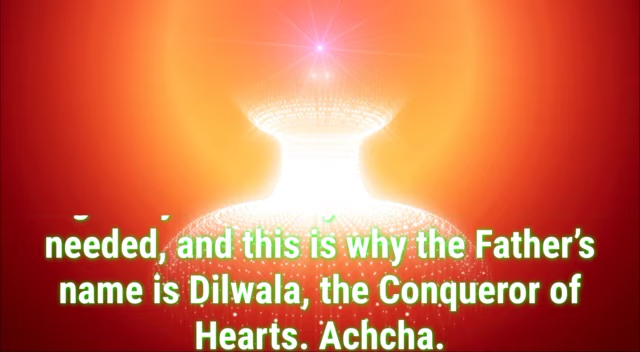 needed, and this is why the Father’s
name is Dilwala, the Conqueror of
Hearts. Achcha.